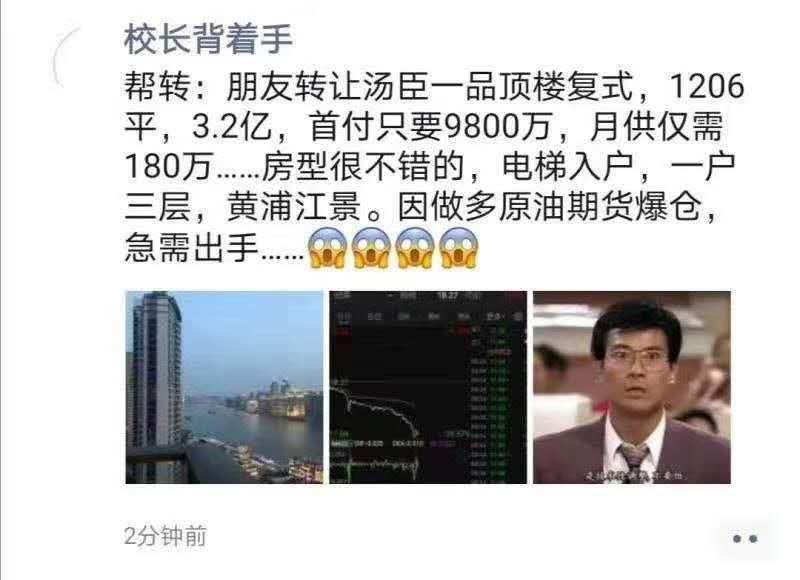 校长背着手
帮转：朋友转让汤臣一品顶楼复式，1206
平，3.2亿，首付只要9800万，月供仅需
180万……房型很不错的，电梯入户，一户
三层，黄浦江景。因做多原油期货爆仓，
急需出手……😱😱😱😱
18.27
2分钟前